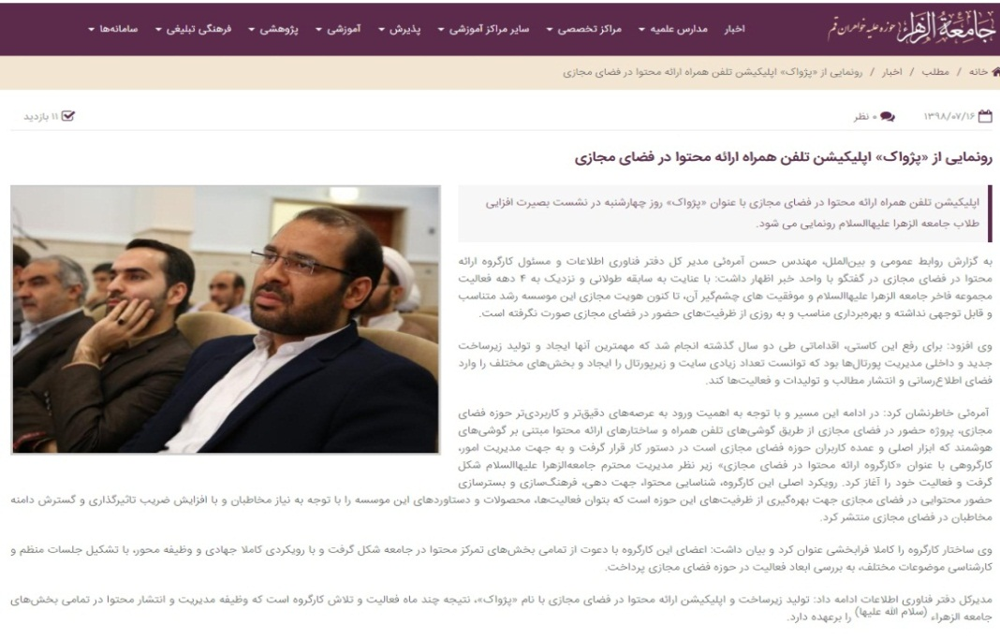 جامعة الزهراء حوزه علمیه خواهران قم
اخبار مدارس علمیه مراکز تخصصی سایر مراکز آموزشی پذیرش آموزشی پژوهشی فرهنگی تبلیغی سامانه‌ها
خانه / مطلب / اخبار / رونمایی از «پژواک» اپلیکیشن تلفن همراه ارائه محتوا در فضای مجازی
۱۳۹۸/۰۷/۱۶ ۰ نظر ۱۱ بازدید
رونمایی از «پژواک» اپلیکیشن تلفن همراه ارائه محتوا در فضای مجازی
اپلیکیشن تلفن همراه ارائه محتوا در فضای مجازی با عنوان «پژواک» روز چهارشنبه در نشست بصیرت افزایی
طلاب جامعه الزهرا علیهاالسلام رونمایی می شود.
به گزارش روابط عمومی و بین‌الملل، مهندس حسن آمره‌ئی مدیر کل دفتر فناوری اطلاعات و مسئول کارگروه ارائه
محتوا در فضای مجازی در گفتگو با واحد خبر اظهار داشت: با عنایت به سابقه طولانی و نزدیک به ۴ دهه فعالیت
مجموعه فاخر جامعه الزهرا علیهاالسلام و موفقیت های چشم‌گیر آن، تا کنون هویت مجازی این موسسه رشد متناسب
و قابل توجهی نداشته و بهره‌برداری مناسب و به روزی از ظرفیت‌های حضور در فضای مجازی صورت نگرفته است.
وی افزود: برای رفع این کاستی، اقداماتی طی دو سال گذشته انجام شد که مهمترین آنها ایجاد و تولید زیرساخت
جدید و داخلی مدیریت پورتال‌ها بود که توانست تعداد زیادی سایت و زیرپورتال را ایجاد و بخش‌های مختلف را وارد
فضای اطلاع‌رسانی و انتشار مطالب و تولیدات و فعالیت‌ها کند.
آمره‌ئی خاطرنشان کرد: در ادامه این مسیر و با توجه به اهمیت ورود به عرصه‌های دقیق‌تر و کاربردی‌تر حوزه فضای
مجازی، پروژه حضور در فضای مجازی از طریق گوشی‌های تلفن همراه و ساختارهای ارائه محتوا مبتنی بر گوشی‌های
هوشمند که ابزار اصلی و عمده کاربران حوزه فضای مجازی است در دستور کار قرار گرفت و به جهت مدیریت امور،
کارگروهی با عنوان «کارگروه ارائه محتوا در فضای مجازی» زیر نظر مدیریت محترم جامعه‌الزهرا علیهاالسلام شکل
گرفت و فعالیت خود را آغاز کرد. رویکرد اصلی این کارگروه، شناسایی محتوا، جهت دهی، فرهنگ‌سازی و بسترسازی
حضور محتوایی در فضای مجازی جهت بهره‌گیری از ظرفیت‌های این حوزه است که بتوان فعالیت‌ها، محصولات و دستاوردهای این موسسه را با توجه به نیاز مخاطبان و با افزایش ضریب تاثیرگذاری و گسترش دامنه
مخاطبان در فضای مجازی منتشر کرد.
وی ساختار کارگروه را کاملا فرابخشی عنوان کرد و بیان داشت: اعضای این کارگروه با دعوت از تمامی بخش‌های تمرکز محتوا در جامعه شکل گرفت و با رویکردی کاملا جهادی و وظیفه محور، با تشکیل جلسات منظم و
کارشناسی موضوعات مختلف، به بررسی ابعاد فعالیت در حوزه فضای مجازی پرداخت.
مدیرکل دفتر فناوری اطلاعات ادامه داد: تولید زیرساخت و اپلیکیشن ارائه محتوا در فضای مجازی با نام «پژواک»، نتیجه چند ماه فعالیت و تلاش کارگروه است که وظیفه مدیریت و انتشار محتوا در تمامی بخش‌های
جامعه الزهراء (سلام الله علیها) را برعهده دارد.